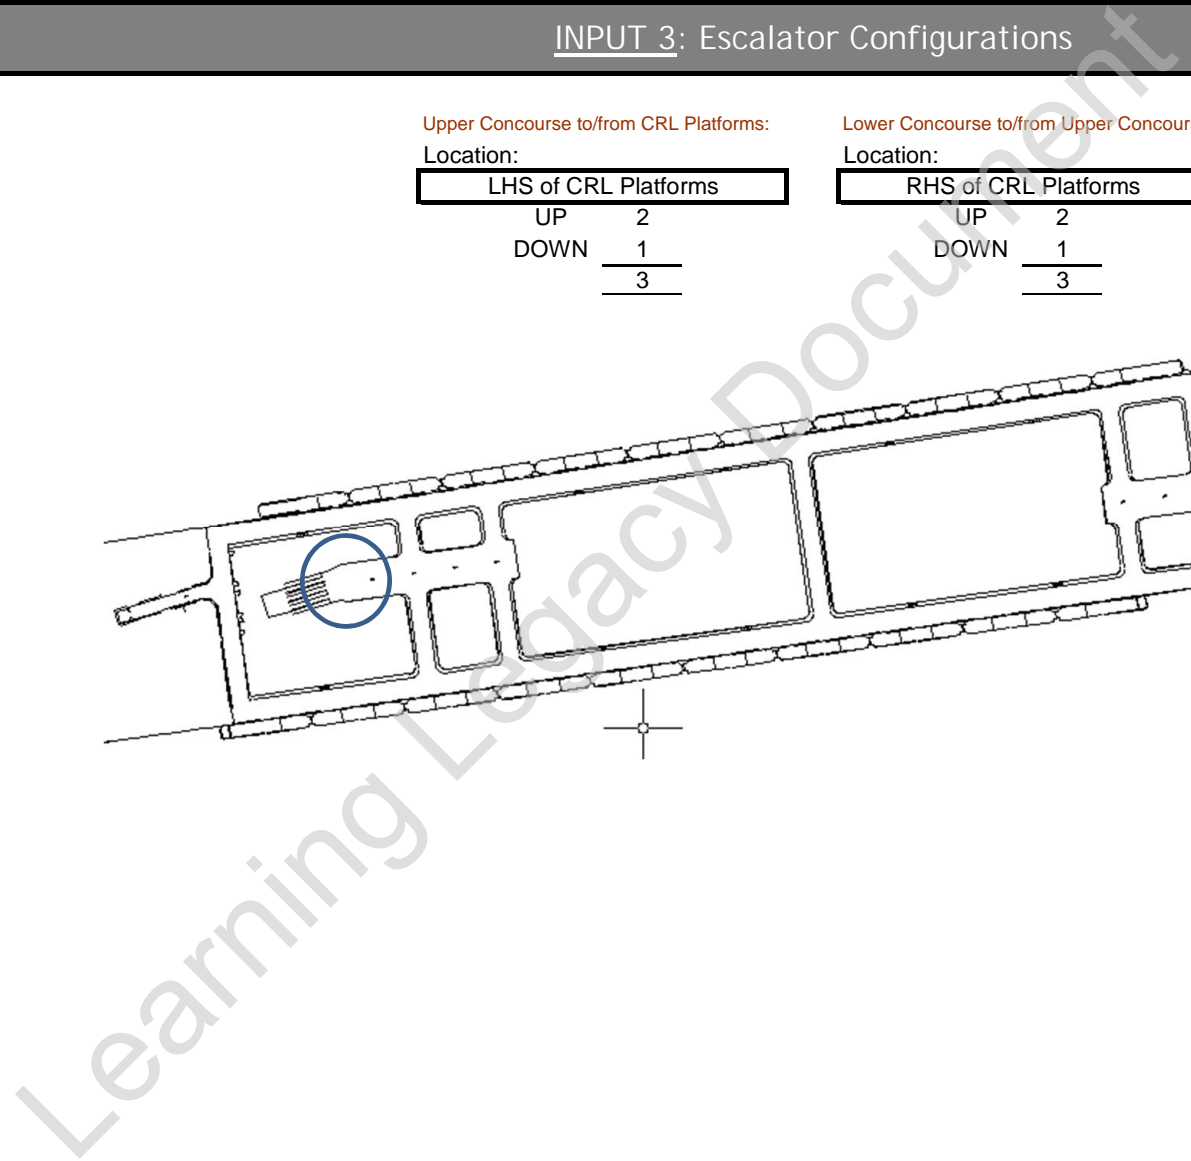 INPUT 3: Escalator Configurations
Upper Concourse to/from CRL Platforms:
Location:
LHS of CRL Platforms
UP 2
DOWN 1
3
Lower Concourse to/from Upper Concour
Location:
RHS of CRL Platforms
UP 2
DOWN 1
3
Learning Legacy Document